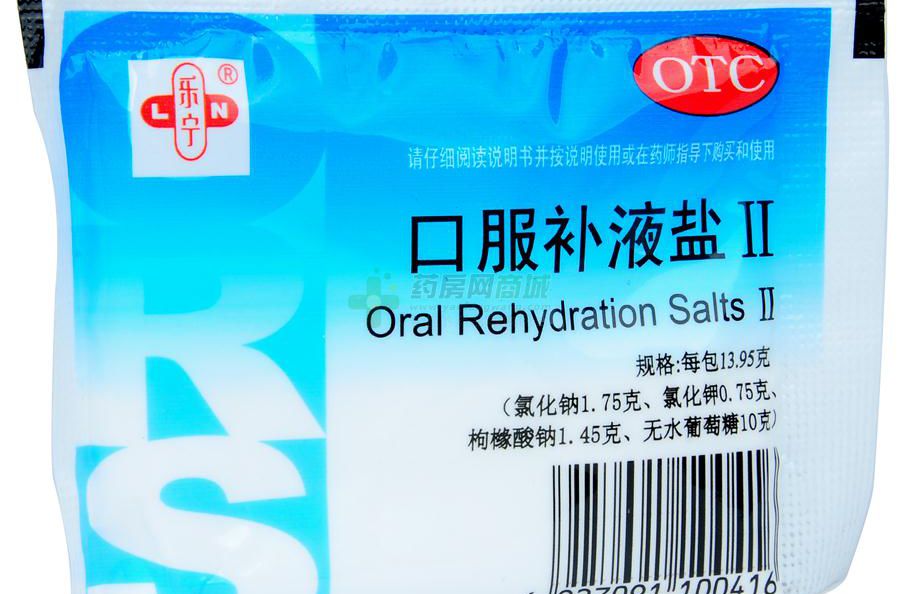 乐宁
L N
®
OTC
请仔细阅读说明书并按说明使用或在药师指导下购买和使用
口服补液盐Ⅱ
药房网商城
Oral Rehydration Salts Ⅱ
规格:每包13.95克
(氯化钠1.75克、氯化钾0.75克、
枸橼酸钠1.45克、无水葡萄糖10克)
ORS
100416